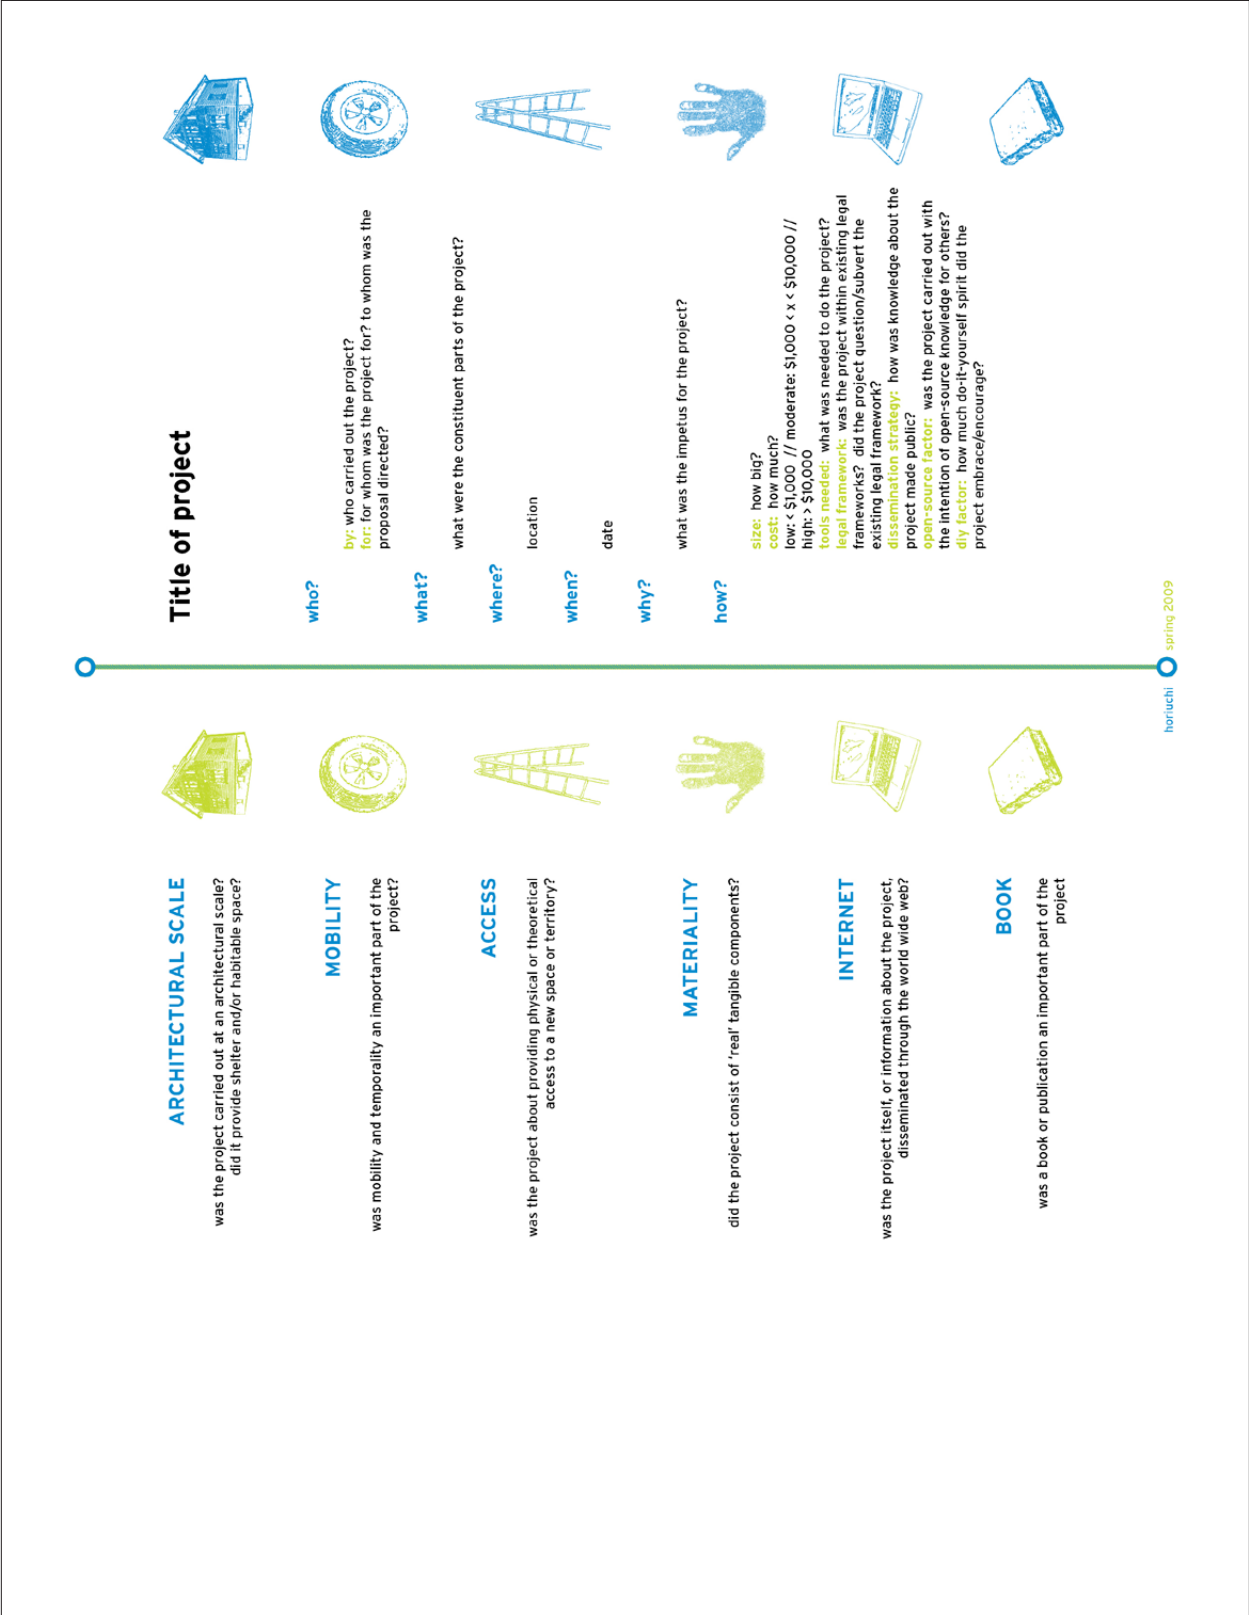 ARCHITECTURAL SCALE
was the project carried out at an architectural scale?
did it provide shelter and/or habitable space?
MOBILITY
was mobility and temporality an important part of the
project?
ACCESS
was the project about providing physical or theoretical
access to a new space or territory?
MATERIALITY
did the project consist of 'real' tangible components?
INTERNET
was the project itself, or information about the project,
disseminated through the world wide web?
BOOK
was a book or publication an important part of the
project
Title of project
who?
by: who carried out the project?
for: for whom was the project for? to whom was the
proposal directed?
what?
what were the constituent parts of the project?
where?
location
when?
date
why?
what was the impetus for the project?
how?
size: how big?
cost: how much?
low: < $1,000 // moderate: $1,000 < x < $10,000 //
high: > $10,000
tools needed: what was needed to do the project?
legal framework: was the project within existing legal
frameworks? did the project question/subvert the
existing legal framework?
dissemination strategy: how was knowledge about the
project made public?
open-source factor: was the project carried out with
the intention of open-source knowledge for others?
diy factor: how much do-it-yourself spirit did the
project embrace/encourage?
horiuchi
spring 2009